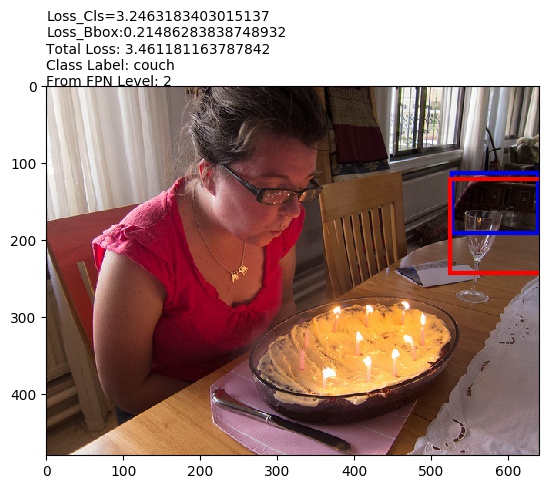 Loss_Cls=3.2463183403015137
Loss_Bbox:0.21486283838748932
Total Loss: 3.461181163787842
Class Label: couch
From FPN Level: 2
0
100
200
300
400
0 100 200 300 400 500 600